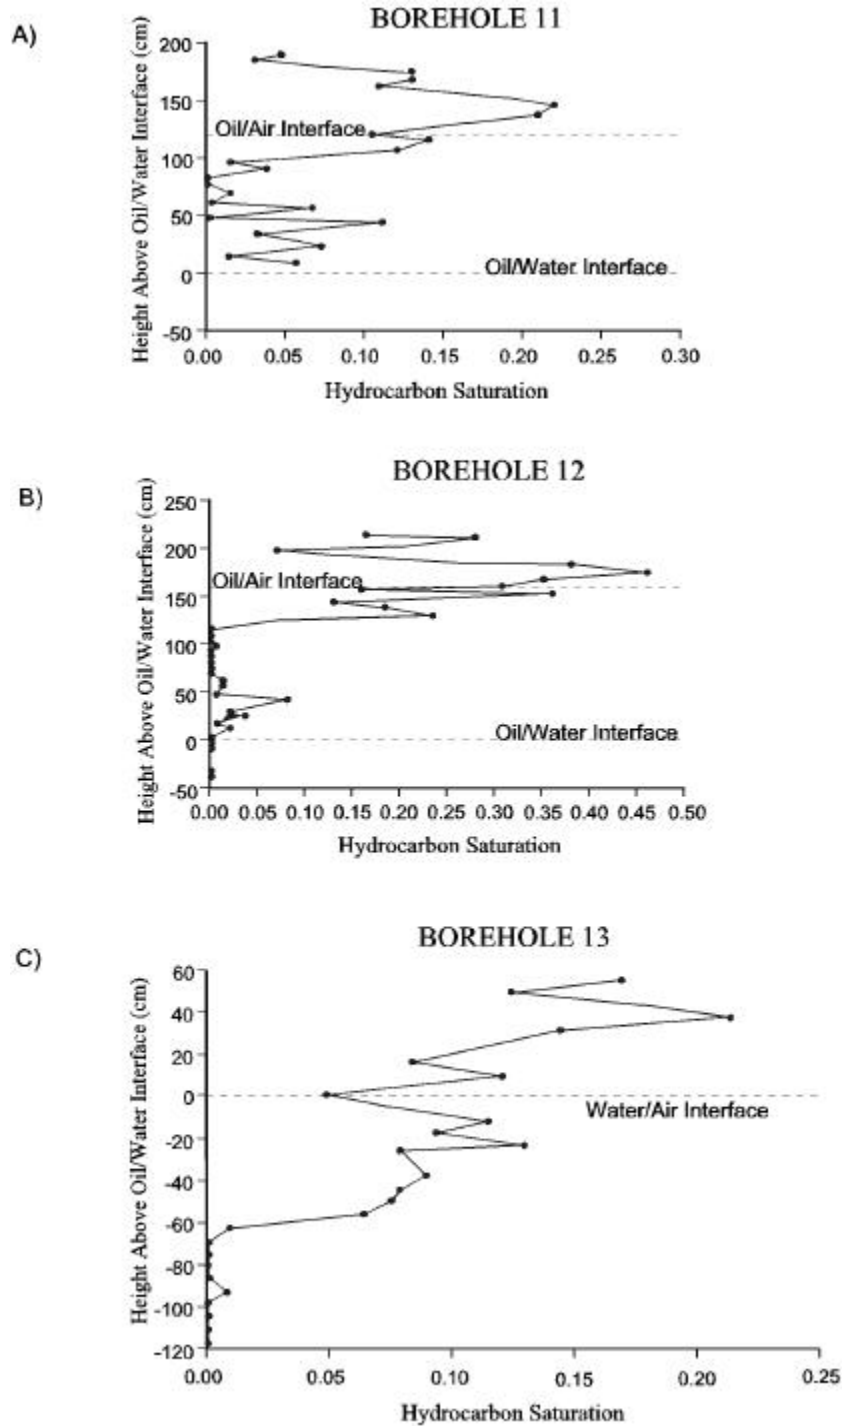 A)
BOREHOLE 11
Height Above Oil/Water Interface (cm)
200
150
100
50
0
-50
Oil/Air Interface
Oil/Water Interface
0.00 0.05 0.10 0.15 0.20 0.25 0.30
Hydrocarbon Saturation
B)
BOREHOLE 12
Height Above Oil/Water Interface (cm)
250
200
150
100
50
0
-50
Oil/Air Interface
Oil/Water Interface
0.00 0.05 0.10 0.15 0.20 0.25 0.30 0.35 0.40 0.45 0.50
Hydrocarbon Saturation
C)
BOREHOLE 13
Height Above Oil/Water Interface (cm)
60
40
20
0
-20
-40
-60
-80
-100
-120
Water/Air Interface
0.00 0.05 0.10 0.15 0.20 0.25
Hydrocarbon Saturation